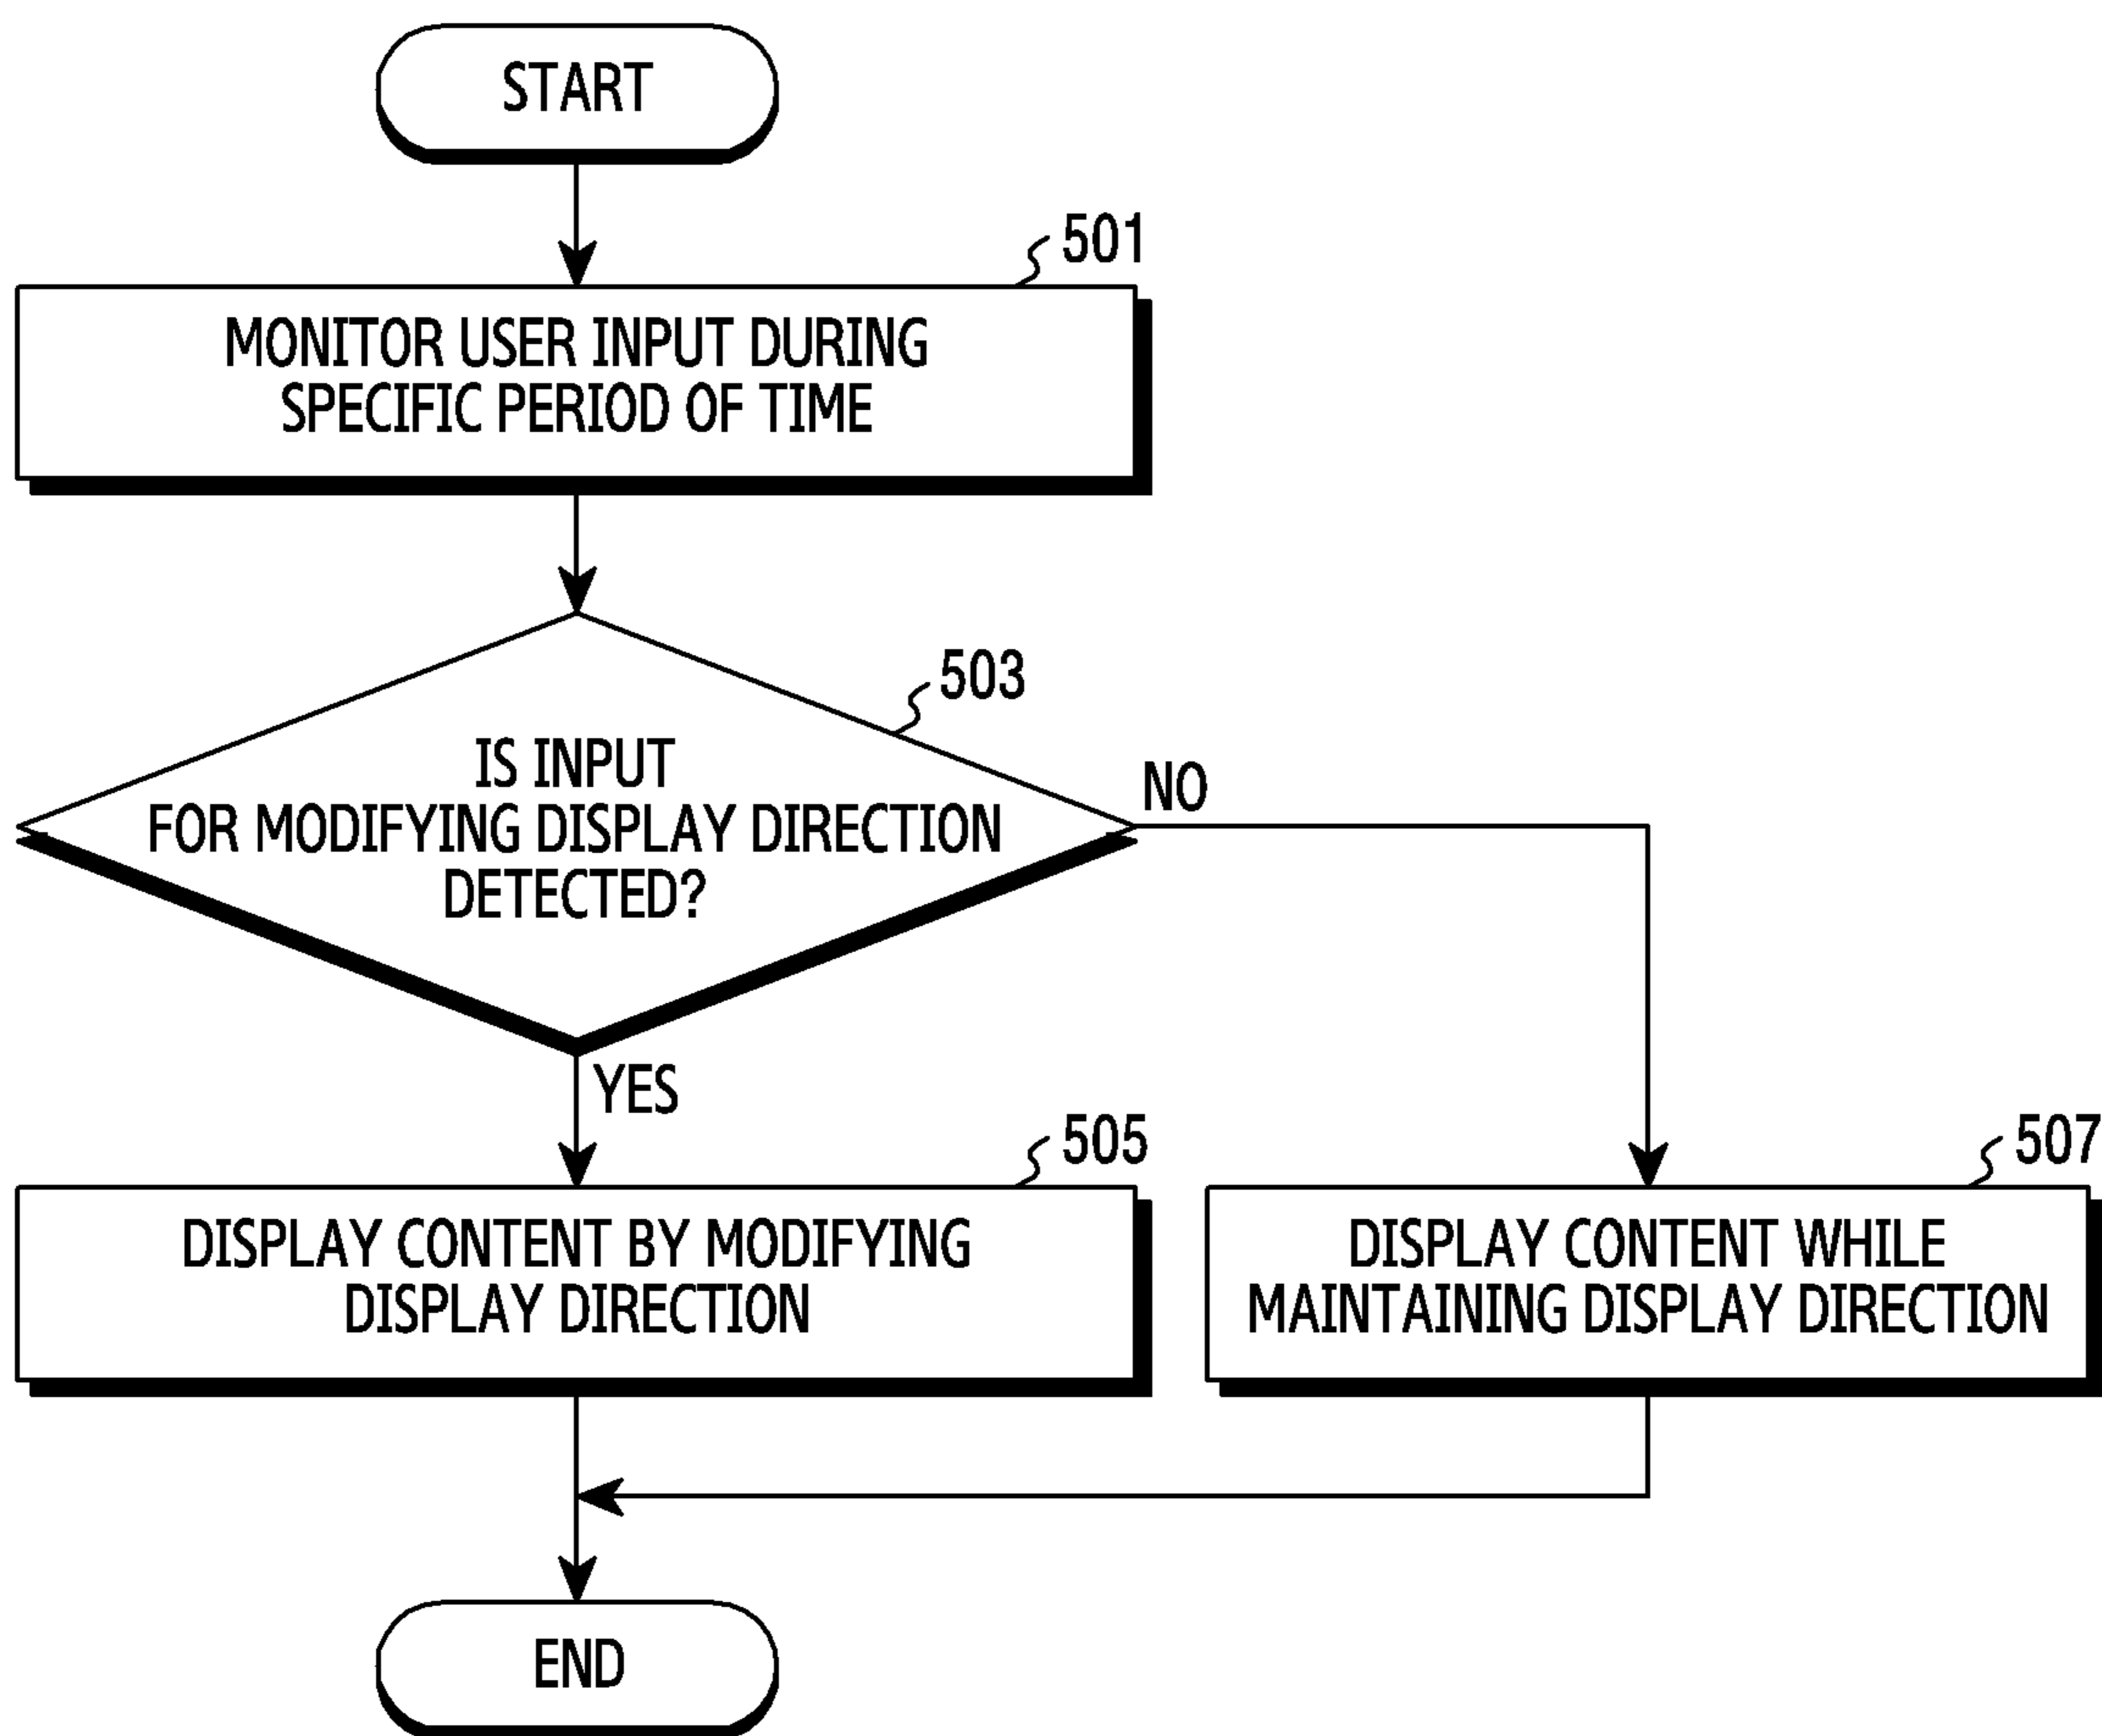 START
501
MONITOR USER INPUT DURING
SPECIFIC PERIOD OF TIME
503
IS INPUT
FOR MODIFYING DISPLAY DIRECTION
DETECTED?
NO
YES
505
DISPLAY CONTENT BY MODIFYING
DISPLAY DIRECTION
507
DISPLAY CONTENT WHILE
MAINTAINING DISPLAY DIRECTION
END